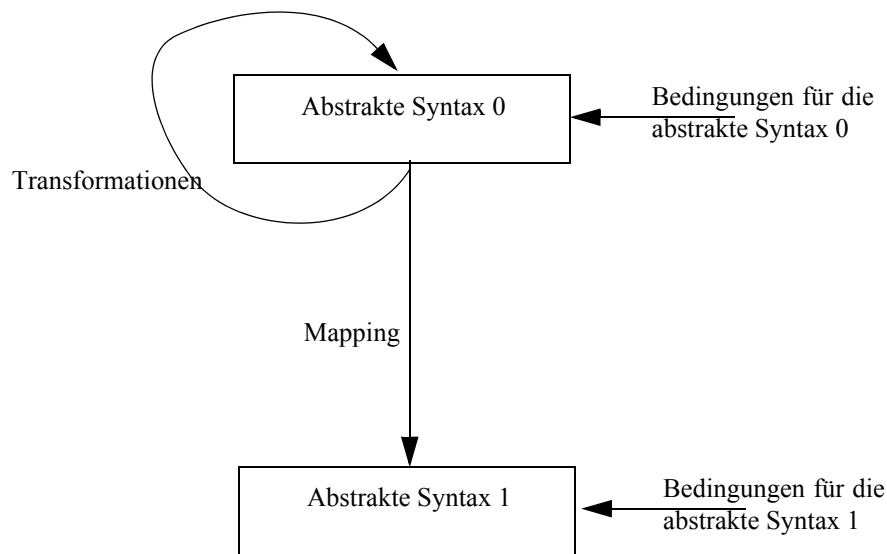 Abstrakte Syntax 0
Bedingungen für die
abstrakte Syntax 0
Transformationen
Mapping
Abstrakte Syntax 1
Bedingungen für die
abstrakte Syntax 1